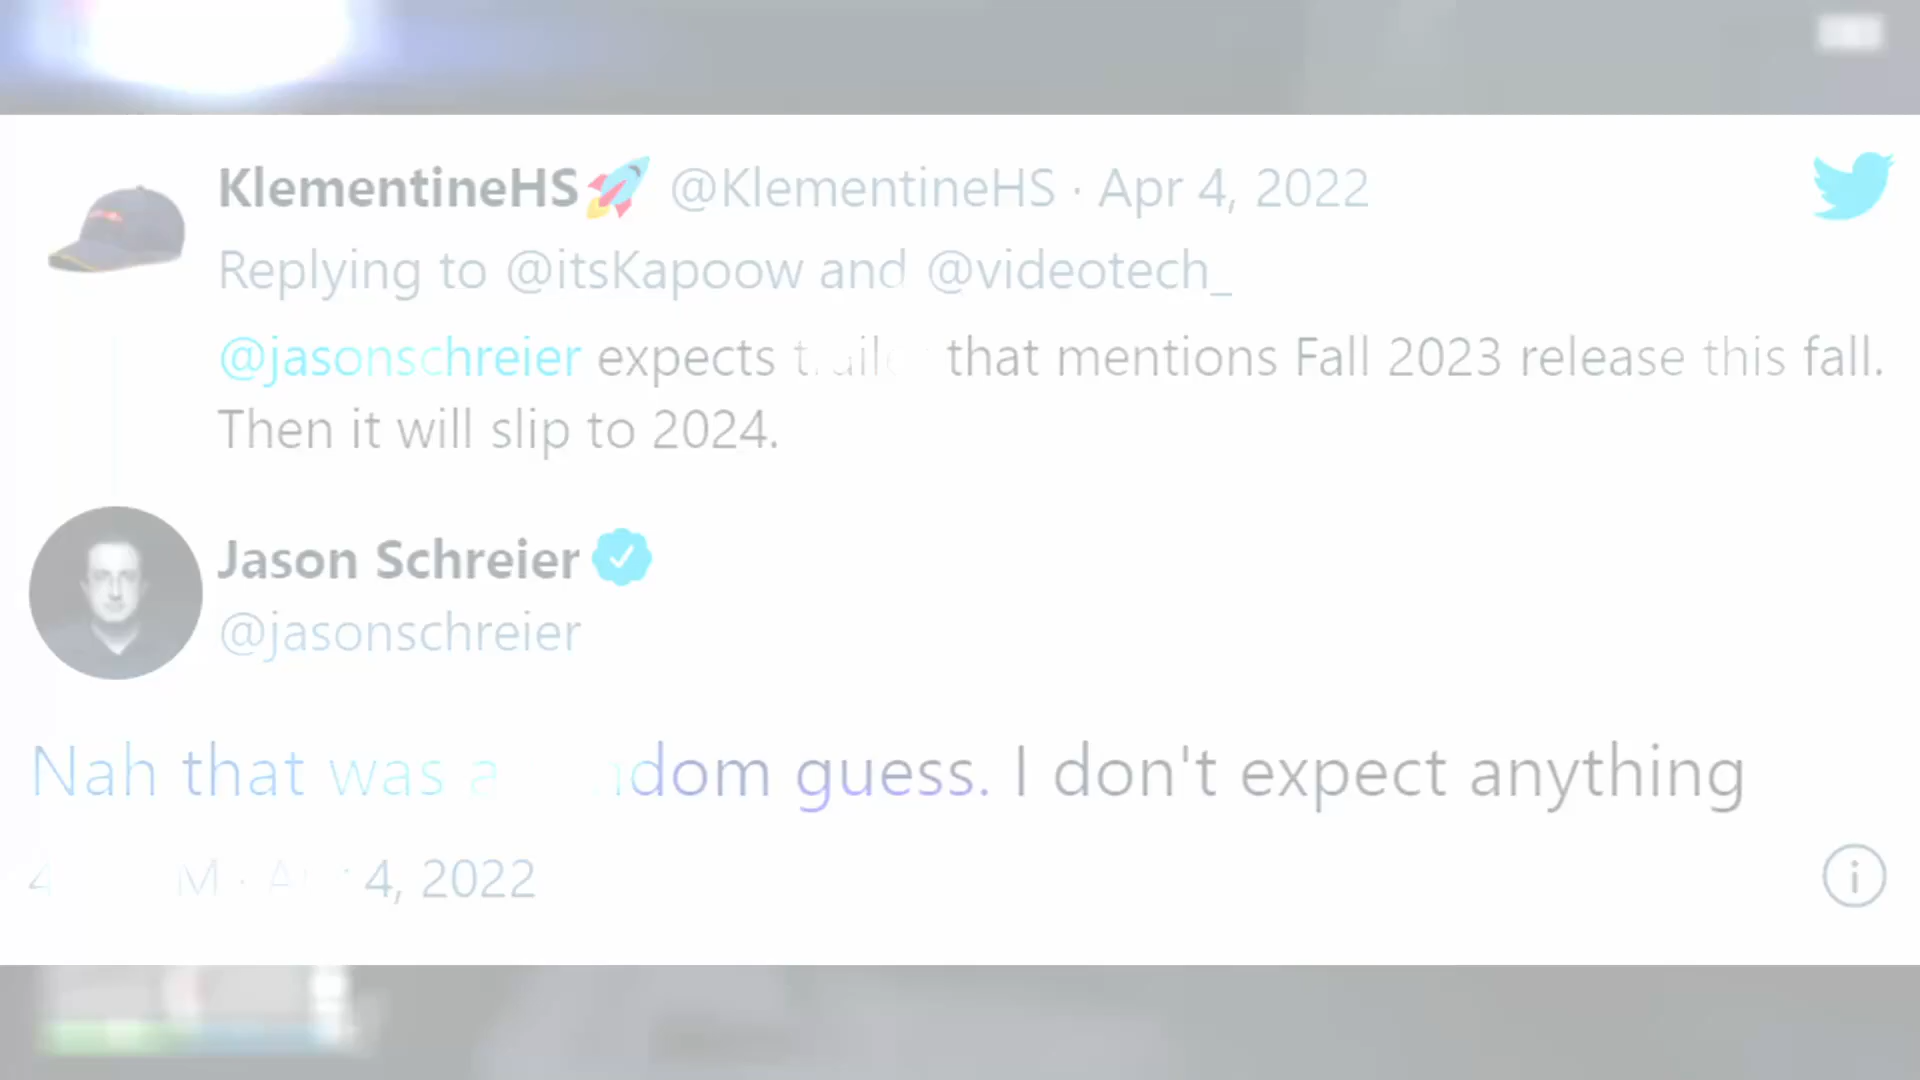 KlementineHS🚀 @KlementineHS · Apr 4, 2022
Replying to @itsKapoow and @videotech_
@jasonschreier expects that mentions Fall 2023 release this fall.
Then it will slip to 2024.
Jason Schreier
@jasonschreier
Nah that was a guess. I don't expect anything
4, 2022